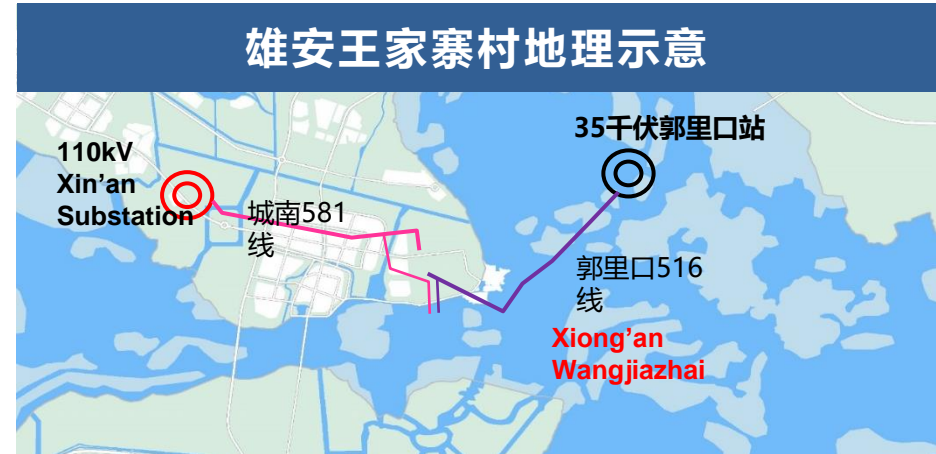 雄安王家寨村地理示意
110kV
Xin’an
Substation
城南581
线
35千伏郭里口站
郭里口516
线
Xiong’an
Wangjiazhai